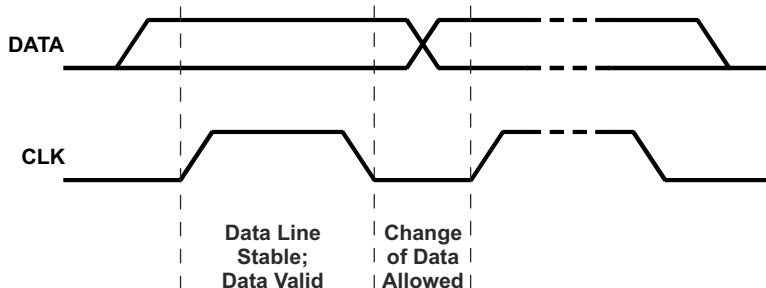 DATA
CLK
Data Line
Stable;
Data Valid
Change
of Data
Allowed